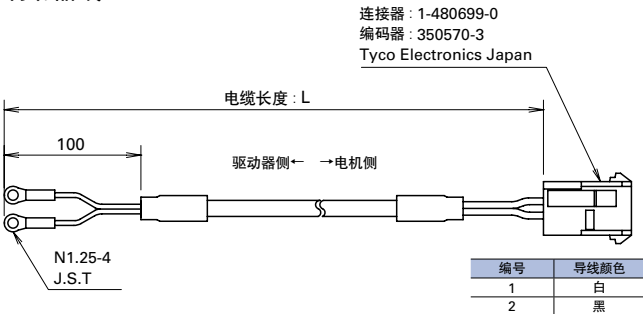 连接器 : 1-480699-0
编码器 : 350570-3
Tyco Electronics Japan
电缆长度 : L
100
驱动器侧← →电机侧
N1.25-4
J.S.T
编号 导线颜色
1 白
2 黑